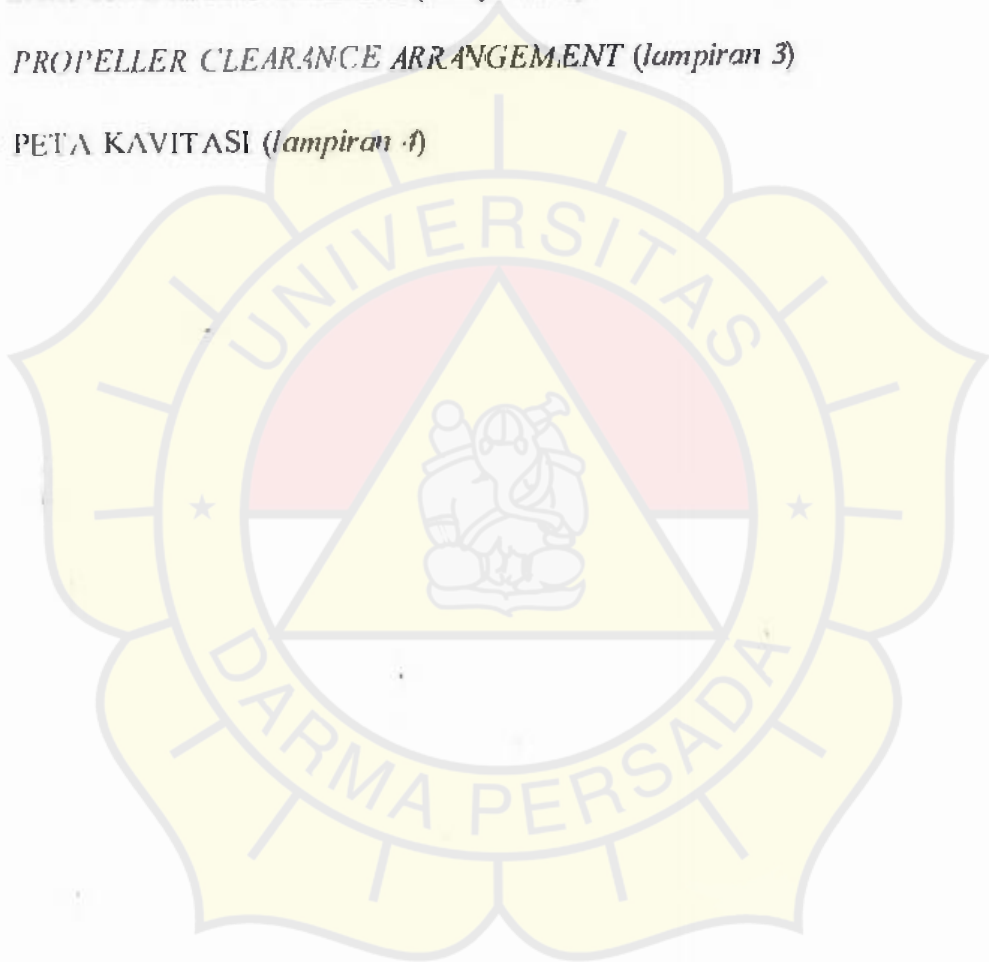 PROPELLER CLEARANCE ARRANGEMENT (lampiran 3)
PETA KAVITASI (lampiran 4)
UNIVERSITAS
DARMA PERSADA